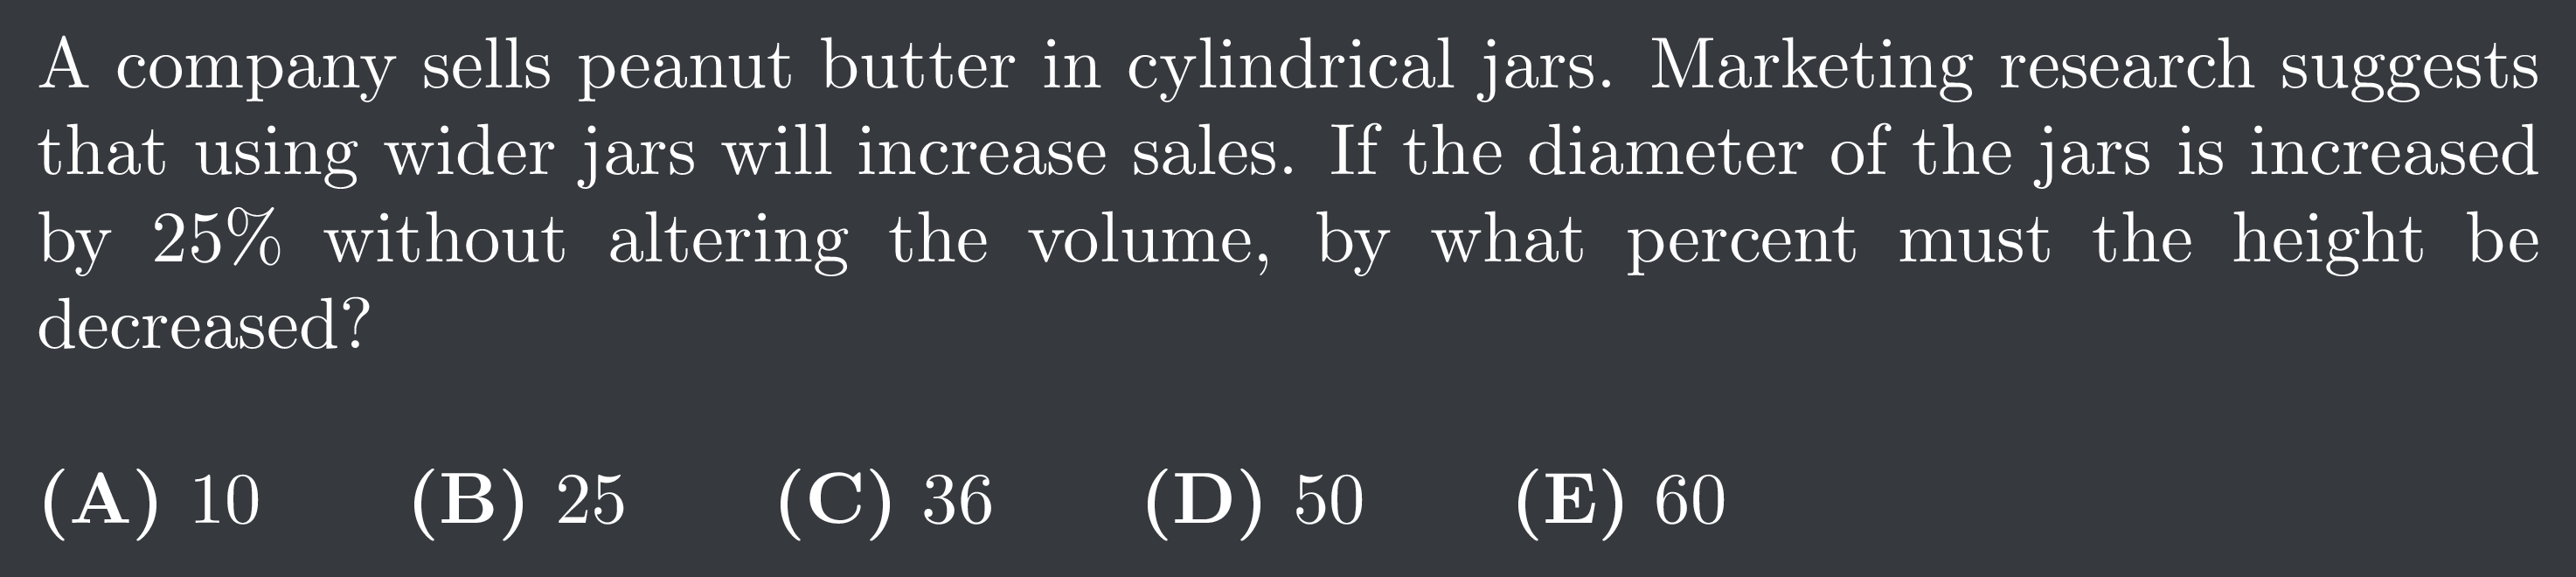 A company sells peanut butter in cylindrical jars. Marketing research suggests
that using wider jars will increase sales. If the diameter of the jars is increased
by 25% without altering the volume, by what percent must the height be
decreased?
(A) 10 (B) 25 (C) 36 (D) 50 (E) 60